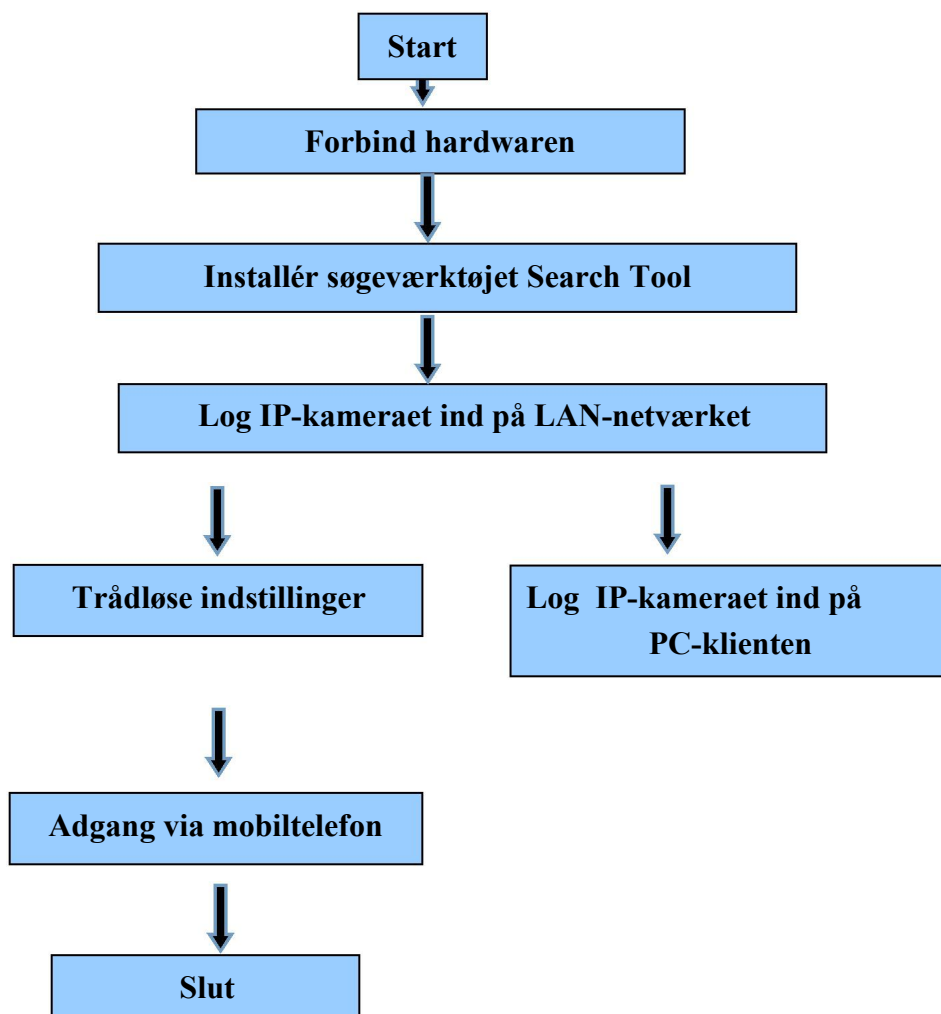 Start
Forbind hardwaren
Installér søgeværktøjet Search Tool
Log IP-kameraet ind på LAN-netværket
Trådløse indstillinger
Log IP-kameraet ind på
PC-klienten
Adgang via mobiltelefon
Slut